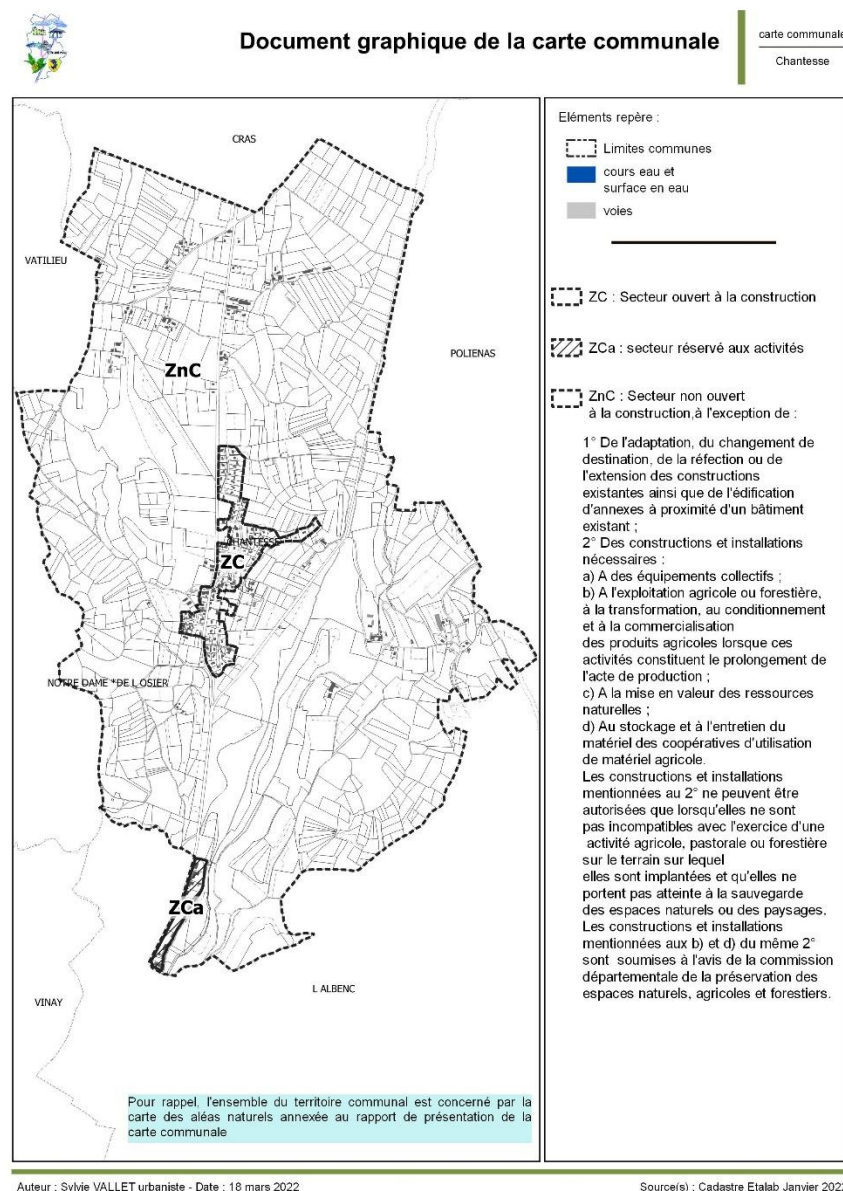 Document graphique de la carte communale
carte communale
Chantesse
CRAS
VATILIEU
POLIENAS
ZnC
CHANTESSE
ZC
NOTRE DAME *DE L OSIER
ZCa
L ALBENC
VINAY
Pour rappel, l'ensemble du territoire communal est concerné par la
carte des aléas naturels annexée au rapport de présentation de la
carte communale
Eléments repère :
Limites communes
cours eau et
surface en eau
voies
ZC : Secteur ouvert à la construction
ZCa : secteur réservé aux activités
ZnC : Secteur non ouvert
à la construction,à l'exception de :
1° De l'adaptation, du changement de
destination, de la réfection ou de
l'extension des constructions
existantes ainsi que de l'édification
d'annexes à proximité d'un bâtiment
existant ;
2° Des constructions et installations
nécessaires :
a) A des équipements collectifs ;
b) A l'exploitation agricole ou forestière,
à la transformation, au conditionnement
et à la commercialisation
des produits agricoles lorsque ces
activités constituent le prolongement de
l'acte de production ;
c) A la mise en valeur des ressources
naturelles ;
d) Au stockage et à l'entretien du
matériel des coopératives d'utilisation
de matériel agricole.
Les constructions et installations
mentionnées au 2° ne peuvent être
autorisées que lorsqu'elles ne sont
pas incompatibles avec l'exercice d'une
activité agricole, pastorale ou forestière
sur le terrain sur lequel
elles sont implantées et qu'elles ne
portent pas atteinte à la sauvegarde
des espaces naturels ou des paysages.
Les constructions et installations
mentionnées aux b) et d) du même 2°
sont soumises à l'avis de la commission
départementale de la préservation des
espaces naturels, agricoles et forestiers.
Auteur : Sylvie VALLET urbaniste - Date : 18 mars 2022
Source(s) : Cadastre Etalab Janvier 2022